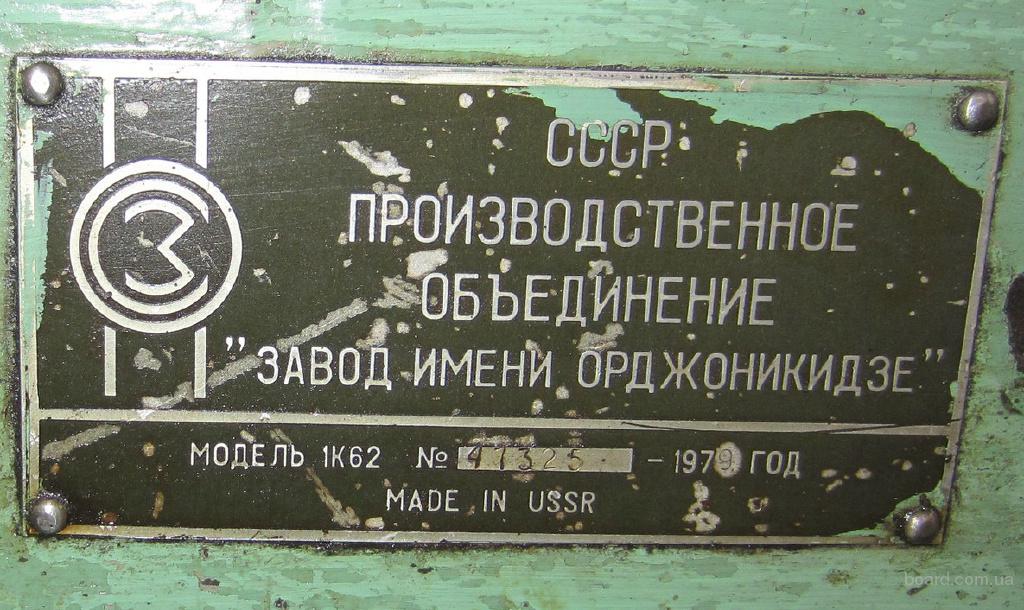 СССР
ПРОИЗВОДСТВЕННОЕ
ОБЪЕДИНЕНИЕ
"ЗАВОД ИМЕНИ ОРДЖОНИКИДЗЕ"
МОДЕЛЬ 1К62 № 47325 - 1979 ГОД
MADE IN USSR
board.com.ua